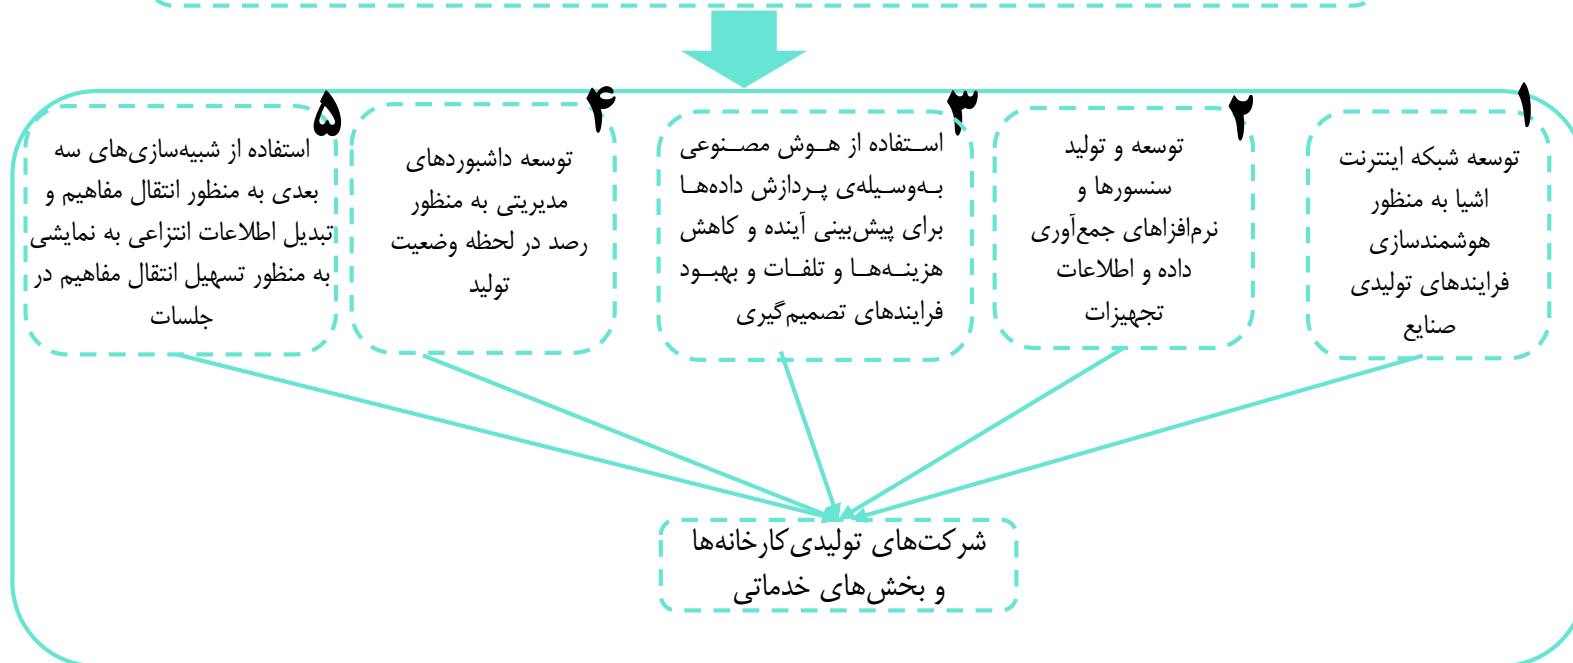 ۱
توسعه شبکه اینترنت
اشیا به منظور
هوشمندسازی
فرایندهای تولیدی
صنایع
۲
توسعه و تولید
سنسورها و
نرم‌افزاهای جمع‌آوری
داده و اطلاعات
تجهیزات
۳
استفاده از هوش مصنوعی
به‌وسیله‌ی پردازش داده‌ها
برای پیش‌بینی آینده و کاهش
هزینه‌ها و تلفات و بهبود
فرایندهای تصمیم‌گیری
۴
توسعه داشبوردهای
مدیریتی به منظور
رصد در لحظه وضعیت
تولید
۵
استفاده از شبیه‌سازی‌های سه
بعدی به منظور انتقال مفاهیم و
تبدیل اطلاعات انتزاعی به نمایشی
به منظور تسهیل انتقال مفاهیم در
جلسات
شرکت‌های تولیدی کارخانه‌ها
و بخش‌های خدماتی